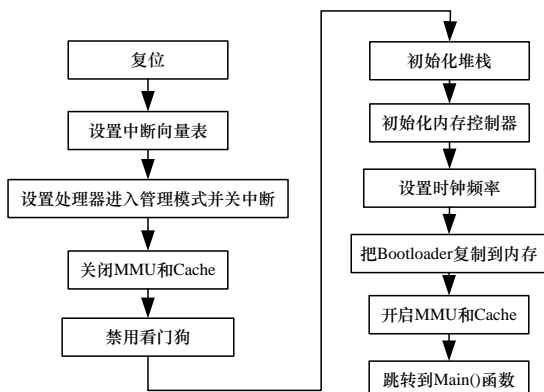 复位
设置中断向量表
设置处理器进入管理模式并关中断
关闭MMU和Cache
禁用看门狗
初始化堆栈
初始化内存控制器
设置时钟频率
把Bootloader复制到内存
开启MMU和Cache
跳转到Main()函数